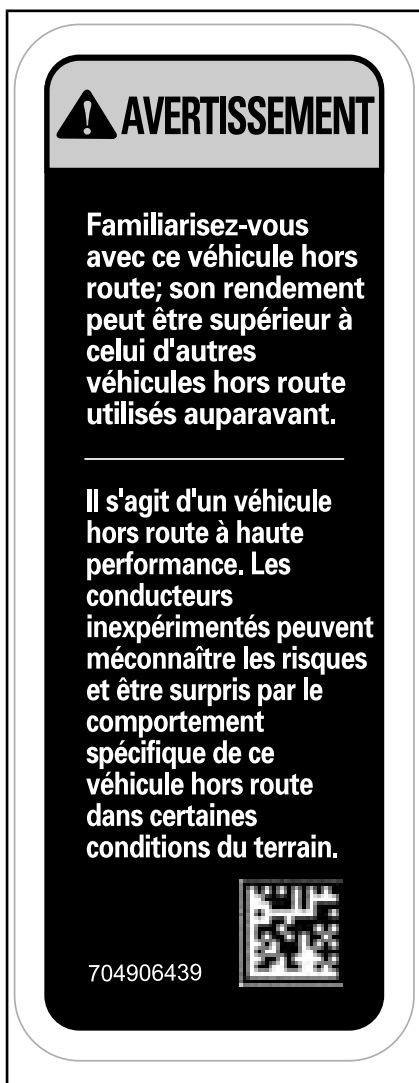 AVERTISSEMENT
Familiarisez-vous
avec ce véhicule hors
route; son rendement
peut être supérieur à
celui d'autres
véhicules hors route
utilisés auparavant.
Il s'agit d'un véhicule
hors route à haute
performance. Les
conducteurs
inexpérimentés peuvent
méconnaître les risques
et être surpris par le
comportement
spécifique de ce
véhicule hors route
dans certaines
conditions du terrain.
704906439